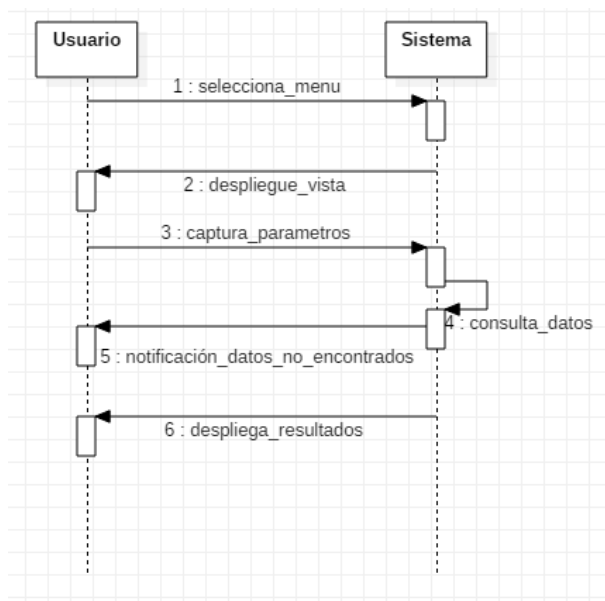 Usuario
Sistema
1 : selecciona_menu
2 : despliegue_vista
3 : captura_parametros
4 : consulta_datos
5 : notificación_datos_no_encontrados
6 : despliega_resultados